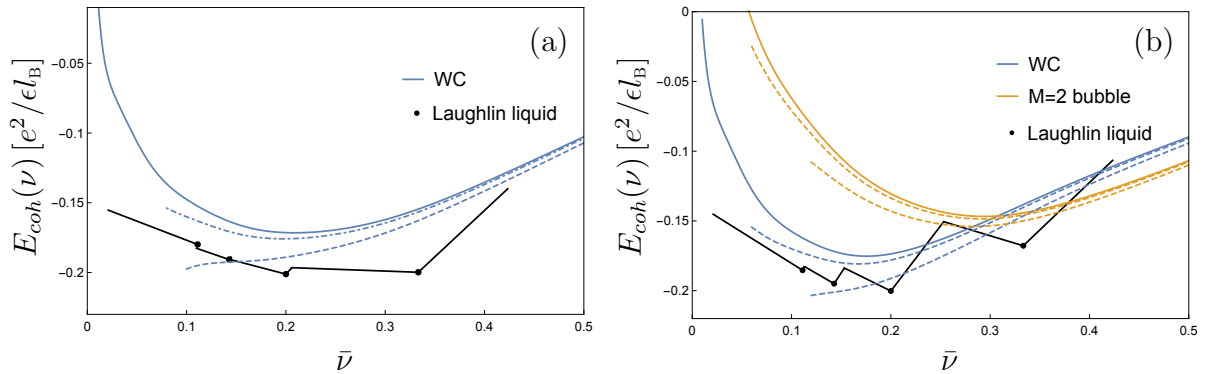 (a)
WC
Laughlin liquid
−0.05
−0.1
−0.15
−0.2
0 0.1 0.2 0.3 0.4 0.5
E_coh(ν) [e²/ϵl_B]
ν̄
(b)
WC
M=2 bubble
Laughlin liquid
0
−0.05
−0.1
−0.15
−0.2
0 0.1 0.2 0.3 0.4 0.5
E_coh(ν) [e²/ϵl_B]
ν̄